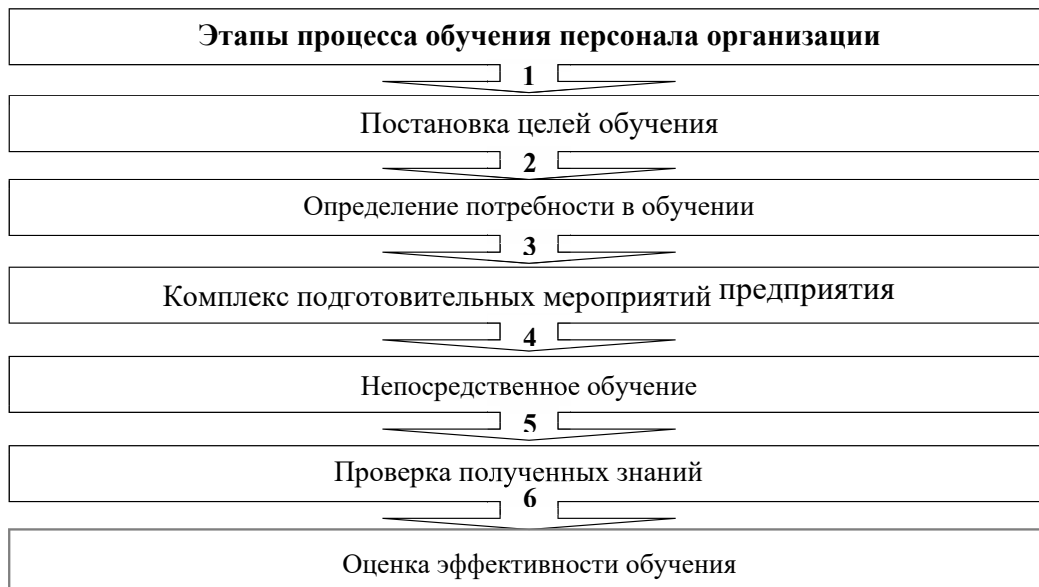 Этапы процесса обучения персонала организации
1
Постановка целей обучения
2
Определение потребности в обучении
3
Комплекс подготовительных мероприятий предприятия
4
Непосредственное обучение
5
Проверка полученных знаний
6
Оценка эффективности обучения